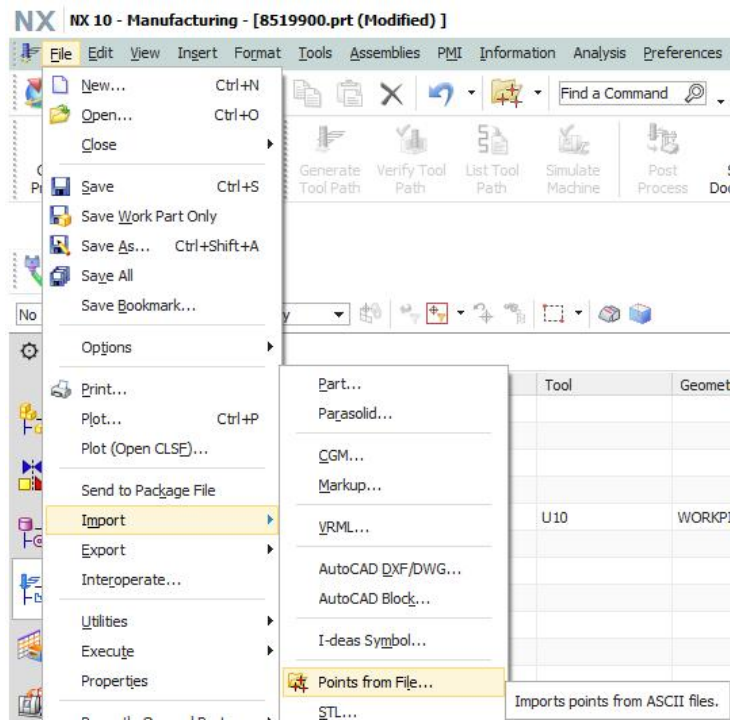 NX NX 10 - Manufacturing - [8519900.prt (Modified) ]
File Edit View Insert Format Tools Assemblies PMI Information Analysis Preferences
New... Ctrl+N
Open... Ctrl+O
Close
Save Ctrl+S
Save Work Part Only
Save As... Ctrl+Shift+A
Save All
Save Bookmark...
Options
Print...
Plot... Ctrl+P
Plot (Open CLSF)...
Send to Package File
Import
Export
Interoperate...
Utilities
Execute
Properties
Find a Command
Generate Tool Path
Verify Tool Path
List Tool Path
Simulate Machine
Post Process
No
Part...
Parasolid...
CGM...
Markup...
VRML...
AutoCAD DXF/DWG...
AutoCAD Block...
I-deas Symbol...
Points from File...
STL...
Tool Geomet
U10 WORKPI
Imports points from ASCII files.